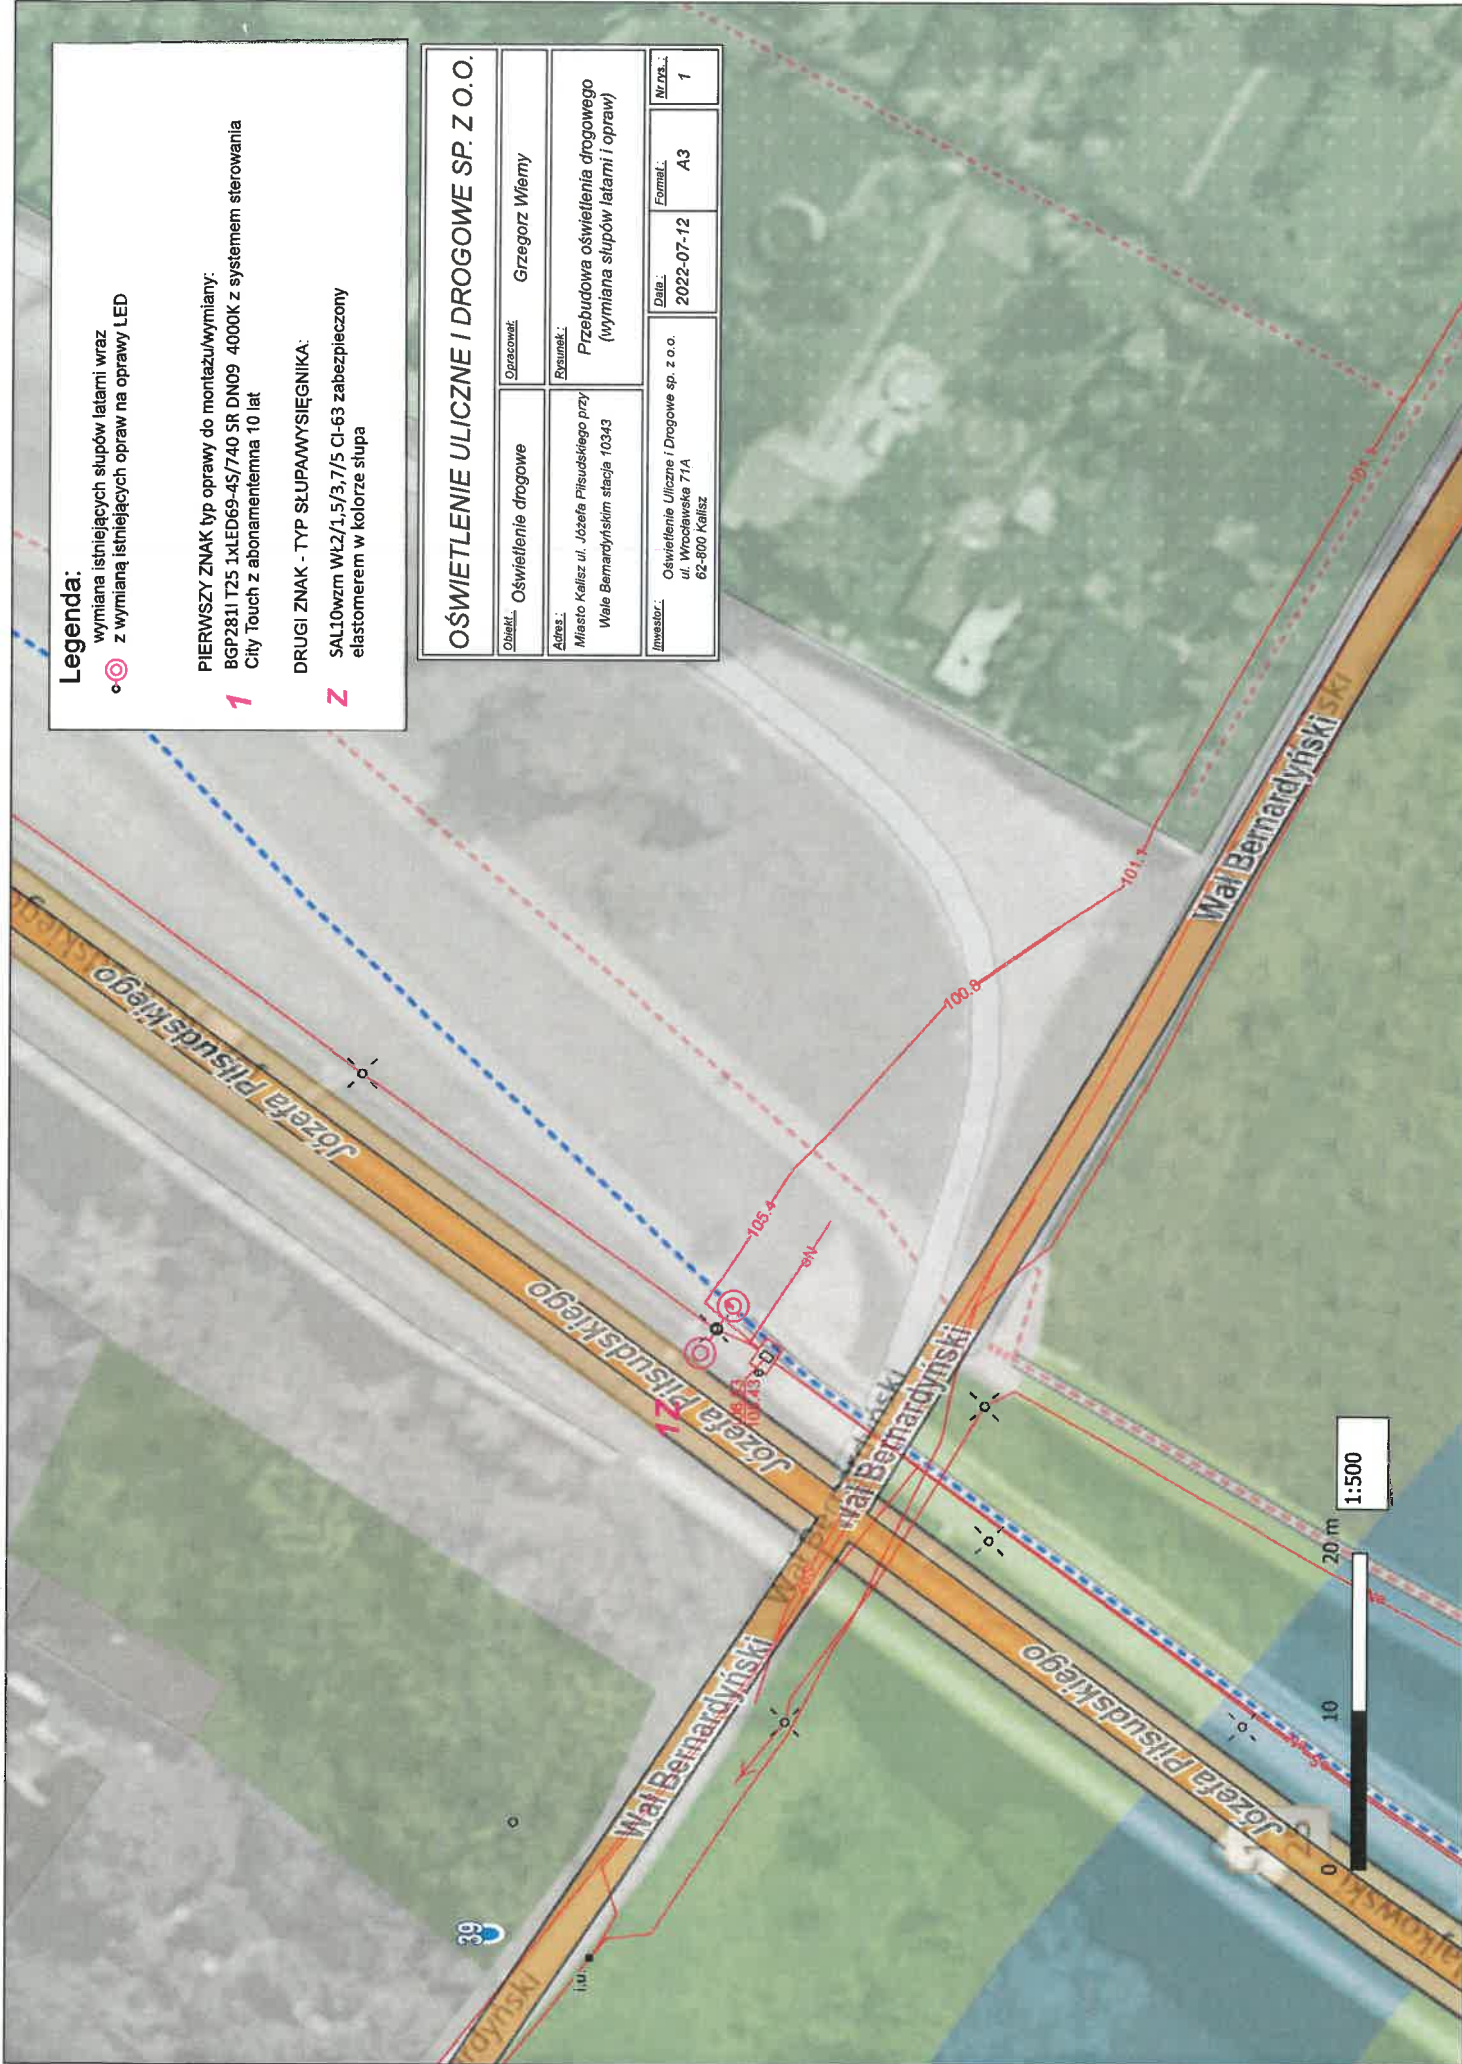 Legenda:
wymiana istniejących słupów latarni wraz
z wymianą istniejących opraw na oprawy LED
PIERWSZY ZNAK typ oprawy do montażu/wymiany:
1 BGP281I T25 1xLED69-4S/740 SR DN09 4000K z systemem sterowania
City Touch z abonamentemna 10 lat
DRUGI ZNAK - TYP SŁUPA/WYSIĘGNIKA:
Z SAL10wzm WŁ2/1,5/3,7/5 CI-63 zabezpieczony
elastomerem w kolorze słupa
OŚWIETLENIE ULICZNE I DROGOWE SP. Z O.O.
Obiekt: Oświetlenie drogowe
Opracował: Grzegorz Wierny
Adres:
Miasto Kalisz ul. Józefa Piłsudskiego przy
Wale Bernardyńskim stacja 10343
Rysunek:
Przebudowa oświetlenia drogowego
(wymiana słupów latarni i opraw)
Inwestor: Oświetlenie Uliczne i Drogowe sp. z o.o.
ul. Wrocławska 71A
62-800 Kalisz
Data:
2022-07-12
Format:
A3
Nr rys.:
1
Józefa Piłsudskiego
Józefa Piłsudskiego
Józefa Piłsudskiego
Józefa Piłsudskiego
Wał Bernardyński
Wał Bernardyński
Wał Bernardyński
1Z
105.4
eN
100.8
101.1
101.1
39
i.u.
25
0 10 20 m
1:500